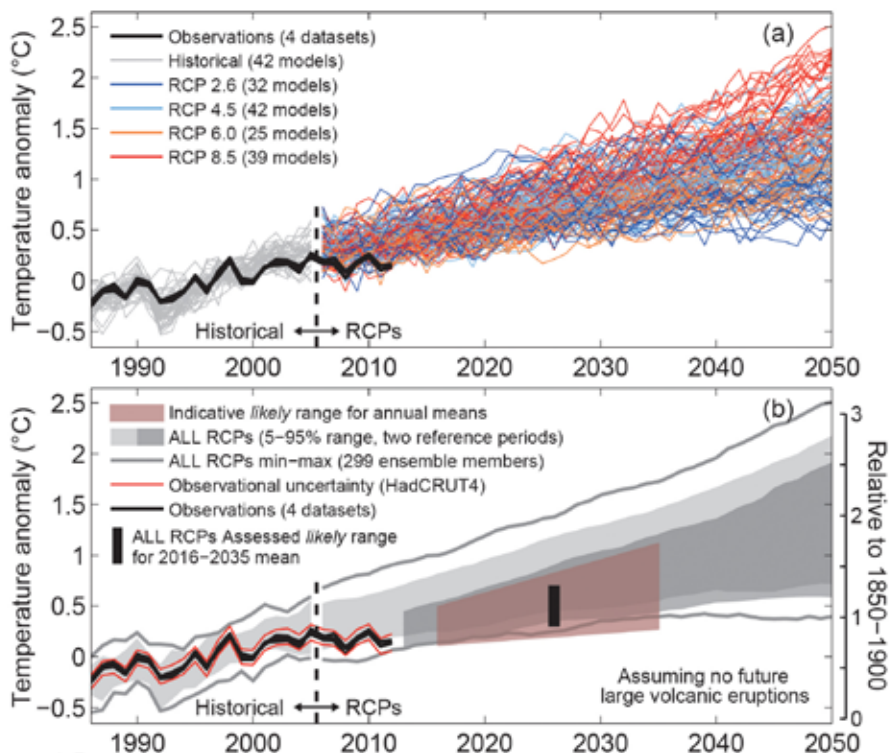 (a)
2.5
2
1.5
1
0.5
0
−0.5
Temperature anomaly (°C)
Observations (4 datasets)
Historical (42 models)
RCP 2.6 (32 models)
RCP 4.5 (42 models)
RCP 6.0 (25 models)
RCP 8.5 (39 models)
Historical
RCPs
1990 2000 2010 2020 2030 2040 2050
(b)
2.5
2
1.5
1
0.5
0
−0.5
Temperature anomaly (°C)
Indicative likely range for annual means
ALL RCPs (5−95% range, two reference periods)
ALL RCPs min−max (299 ensemble members)
Observational uncertainty (HadCRUT4)
Observations (4 datasets)
ALL RCPs Assessed likely range
for 2016−2035 mean
Historical
RCPs
Assuming no future
large volcanic eruptions
3
2
1
0
Relative to 1850−1900
1990 2000 2010 2020 2030 2040 2050